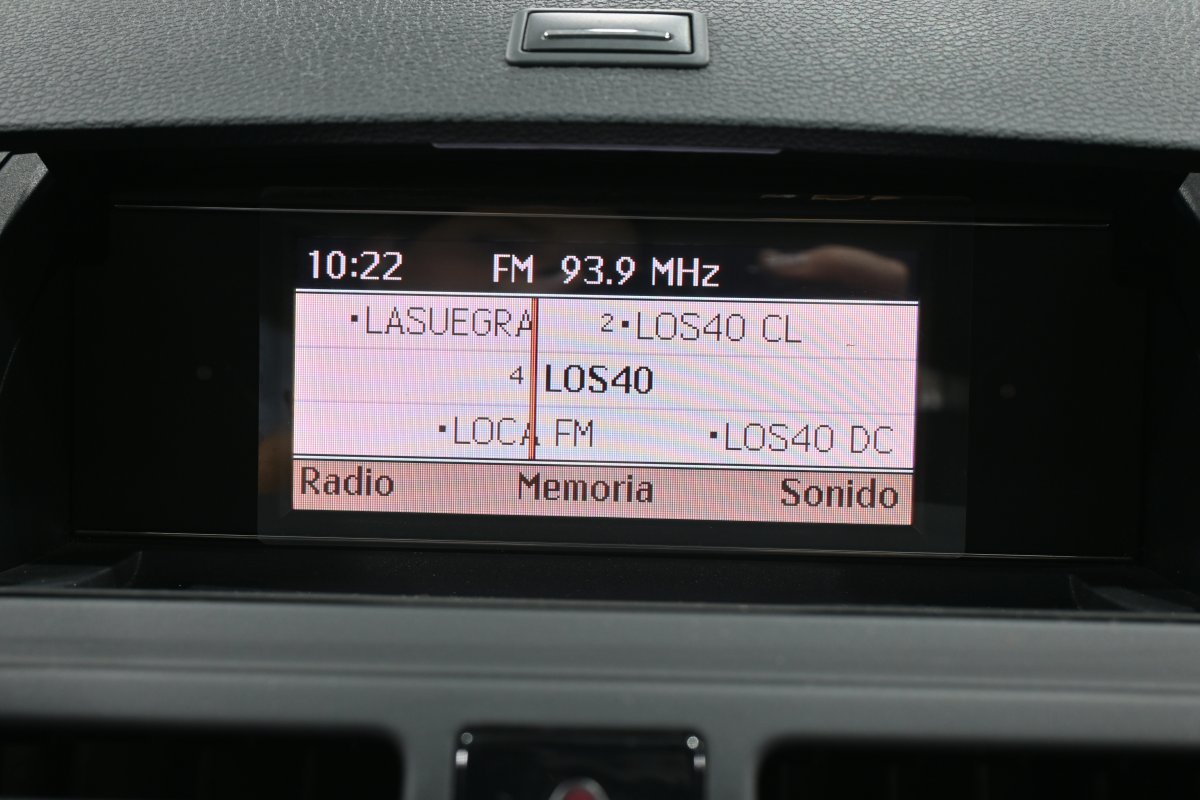 10:22 FM 93.9 MHz
·LASUEGRA 2·LOS40 CL
4 LOS40
·LOCA FM ·LOS40 DC
Radio Memoria Sonido